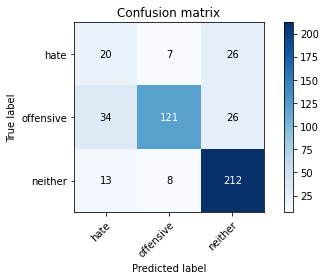 Confusion matrix
hate 20 7 26
offensive 34 121 26
neither 13 8 212
hate offensive neither
True label
Predicted label
200
175
150
125
100
75
50
25